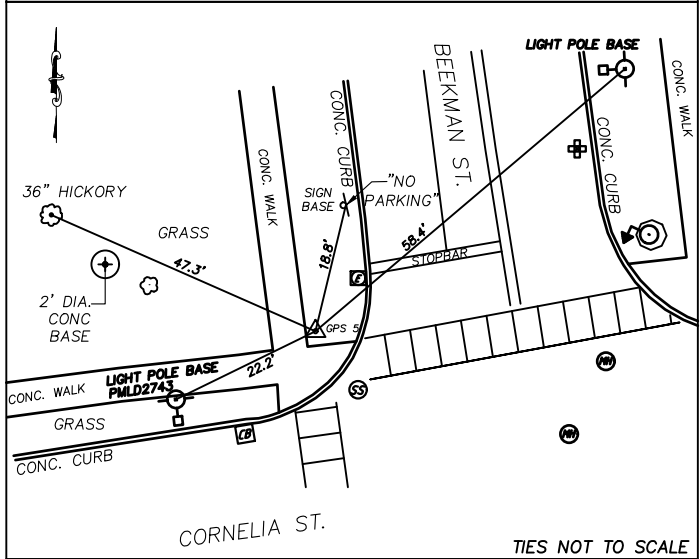 LIGHT POLE BASE
BEEKMAN ST.
CONC. CURB
CONC. WALK
CONC. WALK
CONC. CURB
36" HICKORY
SIGN
BASE
"NO
PARKING"
GRASS
47.3'
18.8'
58.4'
STOPBAR
E
2' DIA.
CONC
BASE
GPS 5
22.2'
LIGHT POLE BASE
PMLD2743
CONC. WALK
GRASS
CONC. CURB
CB
SS
MH
MH
CORNELIA ST.
TIES NOT TO SCALE